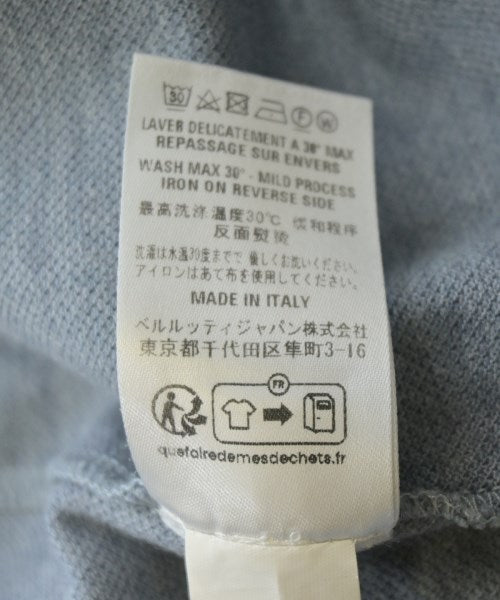 30 F W
LAVER DELICATEMENT A 30° MAX
REPASSAGE SUR ENVERS
WASH MAX 30° - MILD PROCESS
IRON ON REVERSE SIDE
最高洗涤温度30℃ 缓和程序
反面熨烫
洗濯は水温30度までで 優しくお洗いください。
アイロンはあて布を使用してください。
MADE IN ITALY
ベルルッティジャパン株式会社
東京都千代田区隼町3-16
FR
quefairedemesdechets.fr